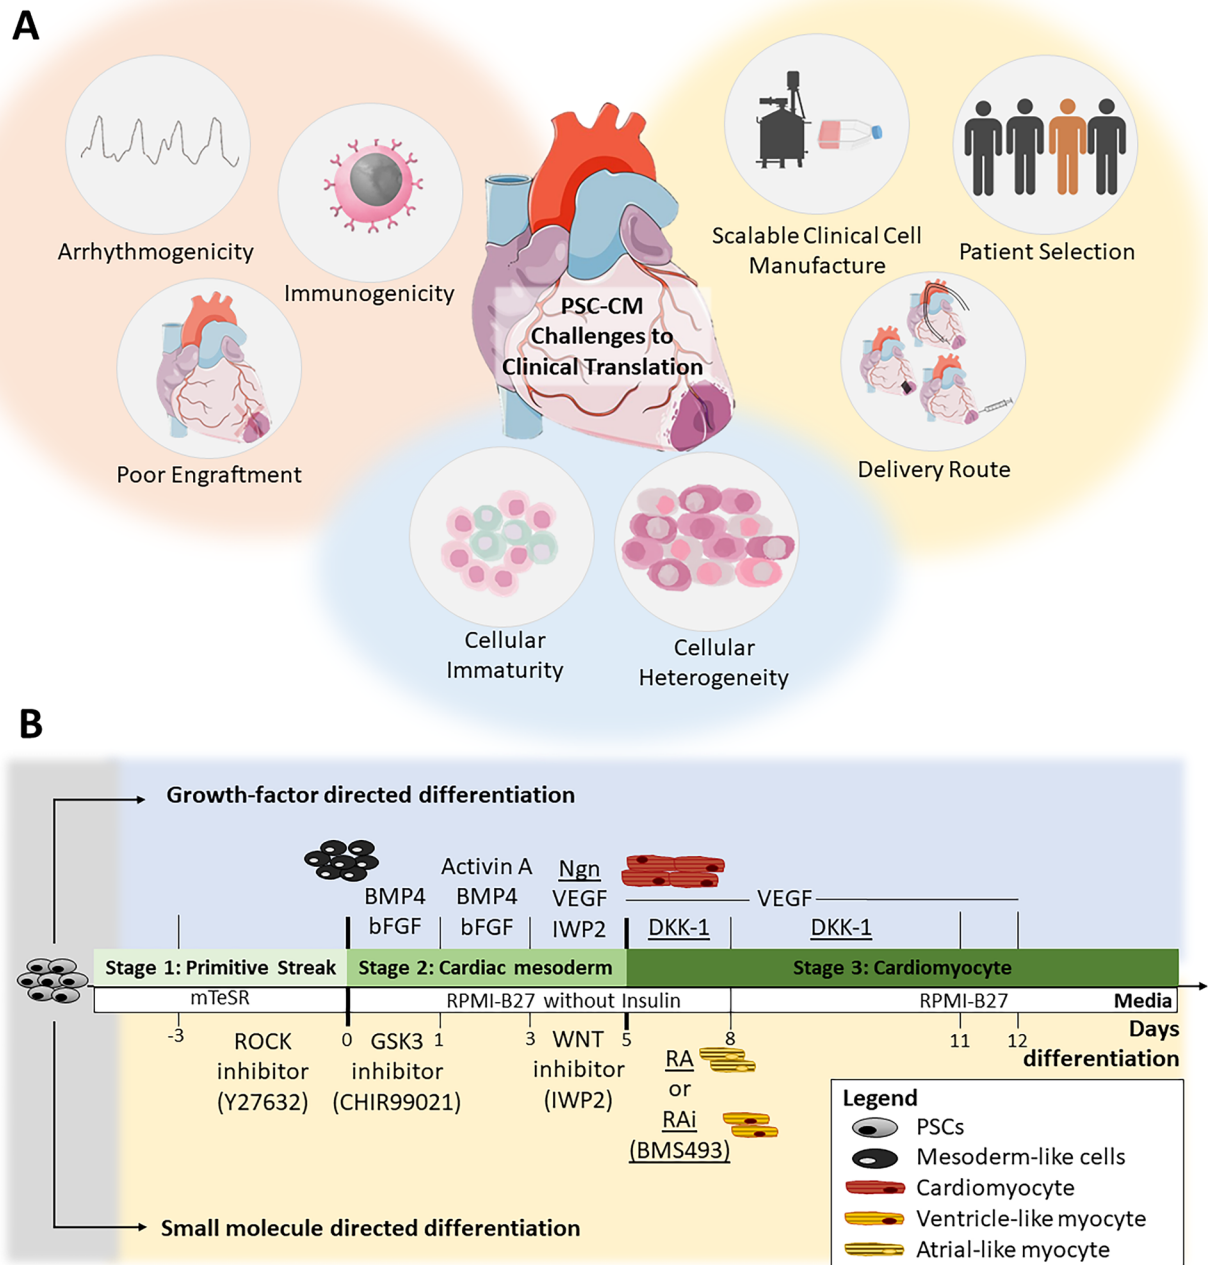 A
Arrhythmogenicity
Immunogenicity
Poor Engraftment
PSC-CM
Challenges to
Clinical Translation
Scalable Clinical Cell
Manufacture
Patient Selection
Delivery Route
Cellular
Immaturity
Cellular
Heterogeneity
B
Growth-factor directed differentiation
BMP4
bFGF
Activin A
BMP4
bFGF
Ngn
VEGF
IWP2
VEGF
DKK-1
DKK-1
Stage 1: Primitive Streak
Stage 2: Cardiac mesoderm
Stage 3: Cardiomyocyte
mTeSR
RPMI-B27 without Insulin
RPMI-B27
Media
-3
0
1
3
5
8
11
12
Days
differentiation
ROCK
inhibitor
(Y27632)
GSK3
inhibitor
(CHIR99021)
WNT
inhibitor
(IWP2)
RA
or
RAi
(BMS493)
Small molecule directed differentiation
Legend
PSCs
Mesoderm-like cells
Cardiomyocyte
Ventricle-like myocyte
Atrial-like myocyte